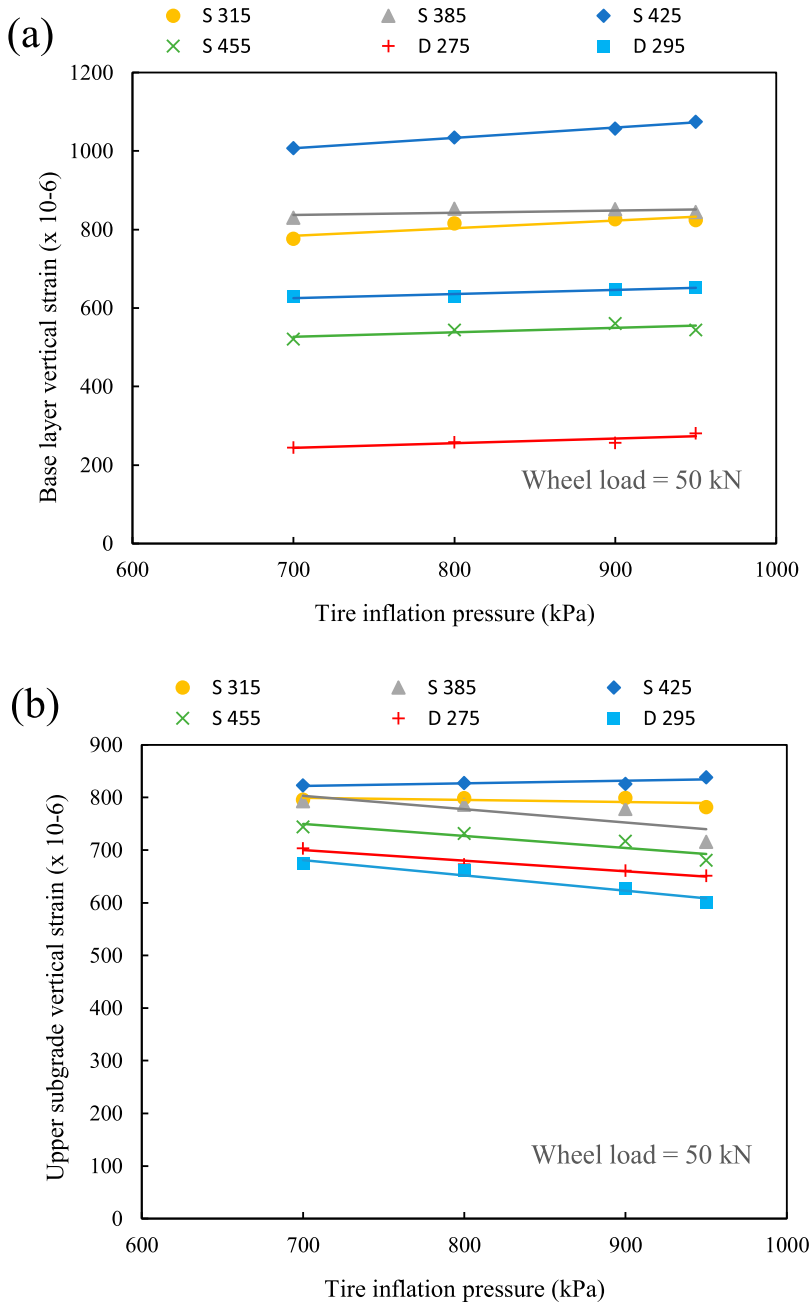 (a)
S 315 S 385 S 425
S 455 D 275 D 295
1200
1000
800
600
400
200
0
Base layer vertical strain (x 10-6)
Wheel load = 50 kN
600 700 800 900 1000
Tire inflation pressure (kPa)
(b)
S 315 S 385 S 425
S 455 D 275 D 295
900
800
700
600
500
400
300
200
100
0
Upper subgrade vertical strain (x 10-6)
Wheel load = 50 kN
600 700 800 900 1000
Tire inflation pressure (kPa)